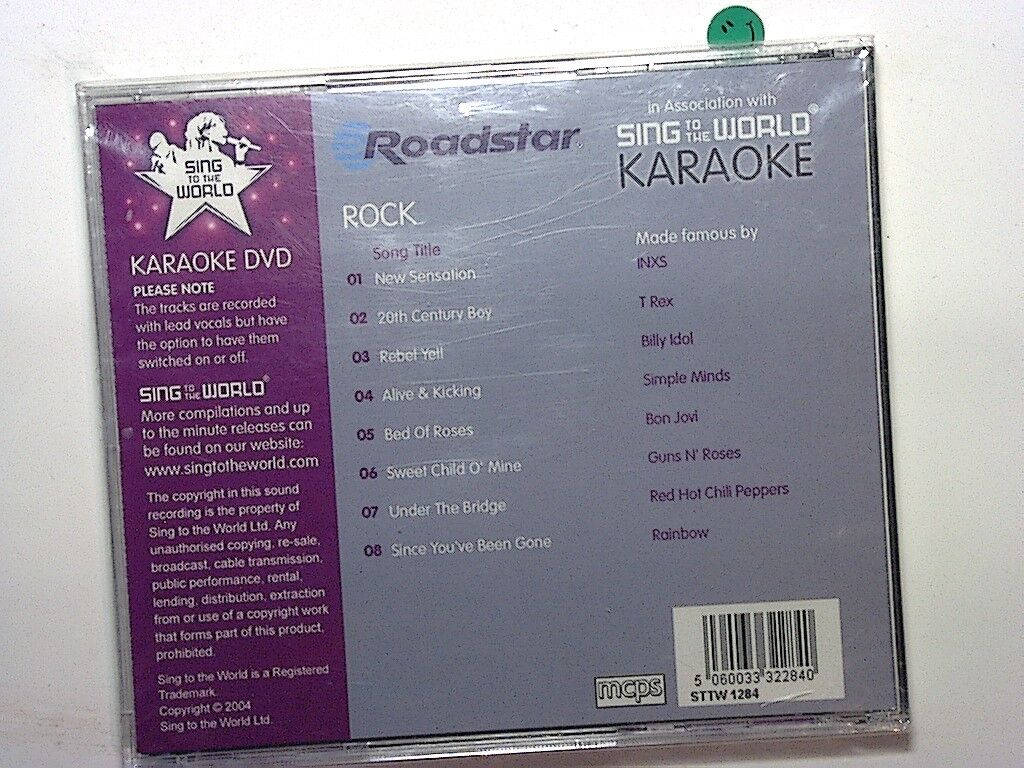 SING
TO THE
WORLD
KARAOKE DVD
PLEASE NOTE
The tracks are recorded
with lead vocals but have
the option to have them
switched on or off.
SING TO THE WORLD®
More compilations and up
to the minute releases can
be found on our website:
www.singtotheworld.com
The copyright in this sound
recording is the property of
Sing to the World Ltd. Any
unauthorised copying, re-sale,
broadcast, cable transmission,
public performance, rental,
lending, distribution, extraction
from or use of a copyright work
that forms part of this product,
prohibited.
Sing to the World is a Registered
Trademark.
Copyright © 2004
Sing to the World Ltd.
Roadstar
in Association with
SING TO THE WORLD®
KARAOKE
ROCK
Song Title Made famous by
01 New Sensation INXS
02 20th Century Boy T Rex
03 Rebel Yell Billy Idol
04 Alive & Kicking Simple Minds
05 Bed Of Roses Bon Jovi
06 Sweet Child O' Mine Guns N' Roses
07 Under The Bridge Red Hot Chili Peppers
08 Since You've Been Gone Rainbow
mcps
5 060033 322840
STTW 1284